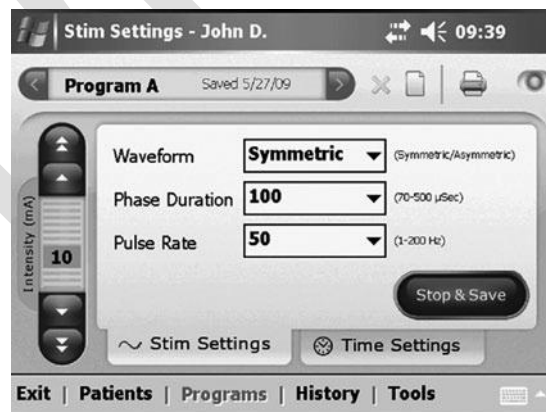 Stim Settings - John D. 09:39
Program A Saved 5/27/09
Waveform Symmetric (Symmetric/Asymmetric)
Phase Duration 100 (70-500 µSec)
Pulse Rate 50 (1-200 Hz)
Intensity (mA)
10
Stop & Save
Stim Settings Time Settings
Exit | Patients | Programs | History | Tools